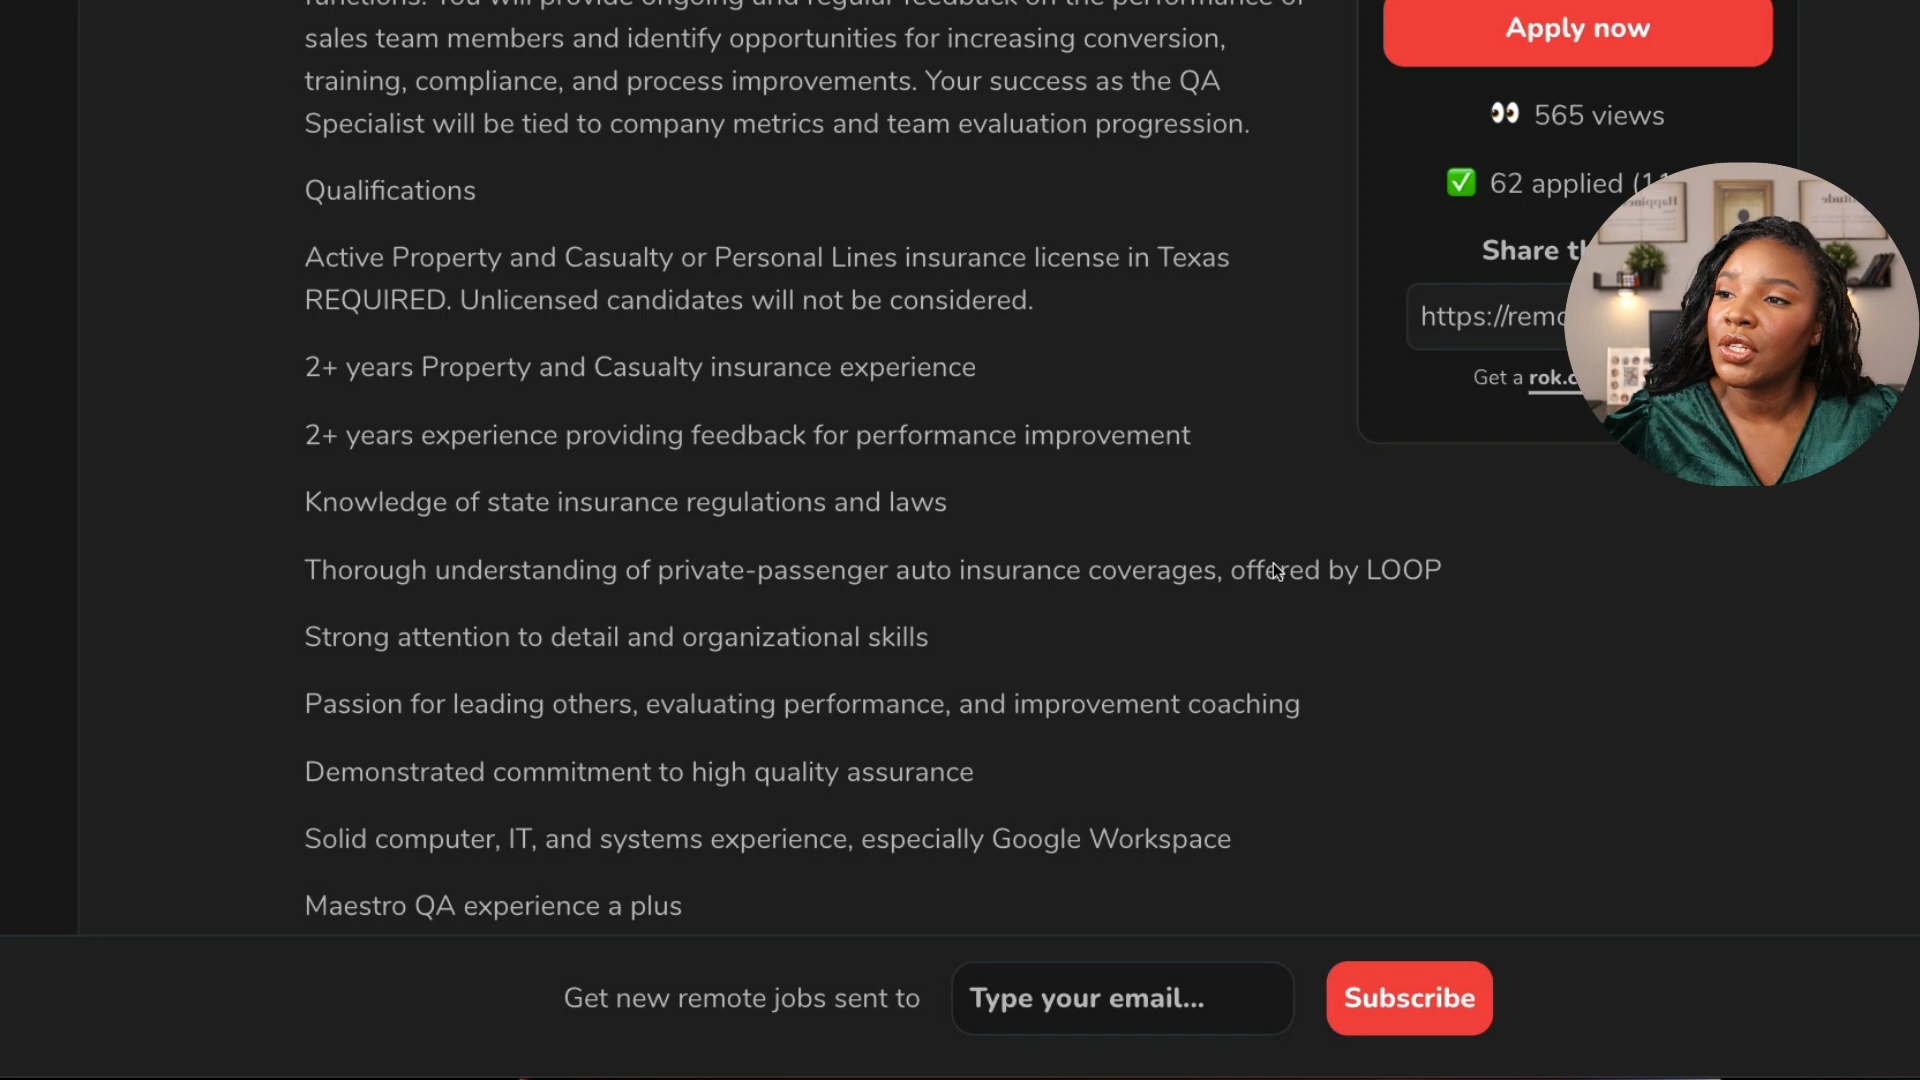 sales team members and identify opportunities for increasing conversion,
training, compliance, and process improvements. Your success as the QA
Specialist will be tied to company metrics and team evaluation progression.
Qualifications
Active Property and Casualty or Personal Lines insurance license in Texas
REQUIRED. Unlicensed candidates will not be considered.
2+ years Property and Casualty insurance experience
2+ years experience providing feedback for performance improvement
Knowledge of state insurance regulations and laws
Thorough understanding of private-passenger auto insurance coverages, offered by LOOP
Strong attention to detail and organizational skills
Passion for leading others, evaluating performance, and improvement coaching
Demonstrated commitment to high quality assurance
Solid computer, IT, and systems experience, especially Google Workspace
Maestro QA experience a plus
Apply now
👀 565 views
✅ 62 applied
Share
https://remo
Get a rok.
Get new remote jobs sent to
Type your email...
Subscribe